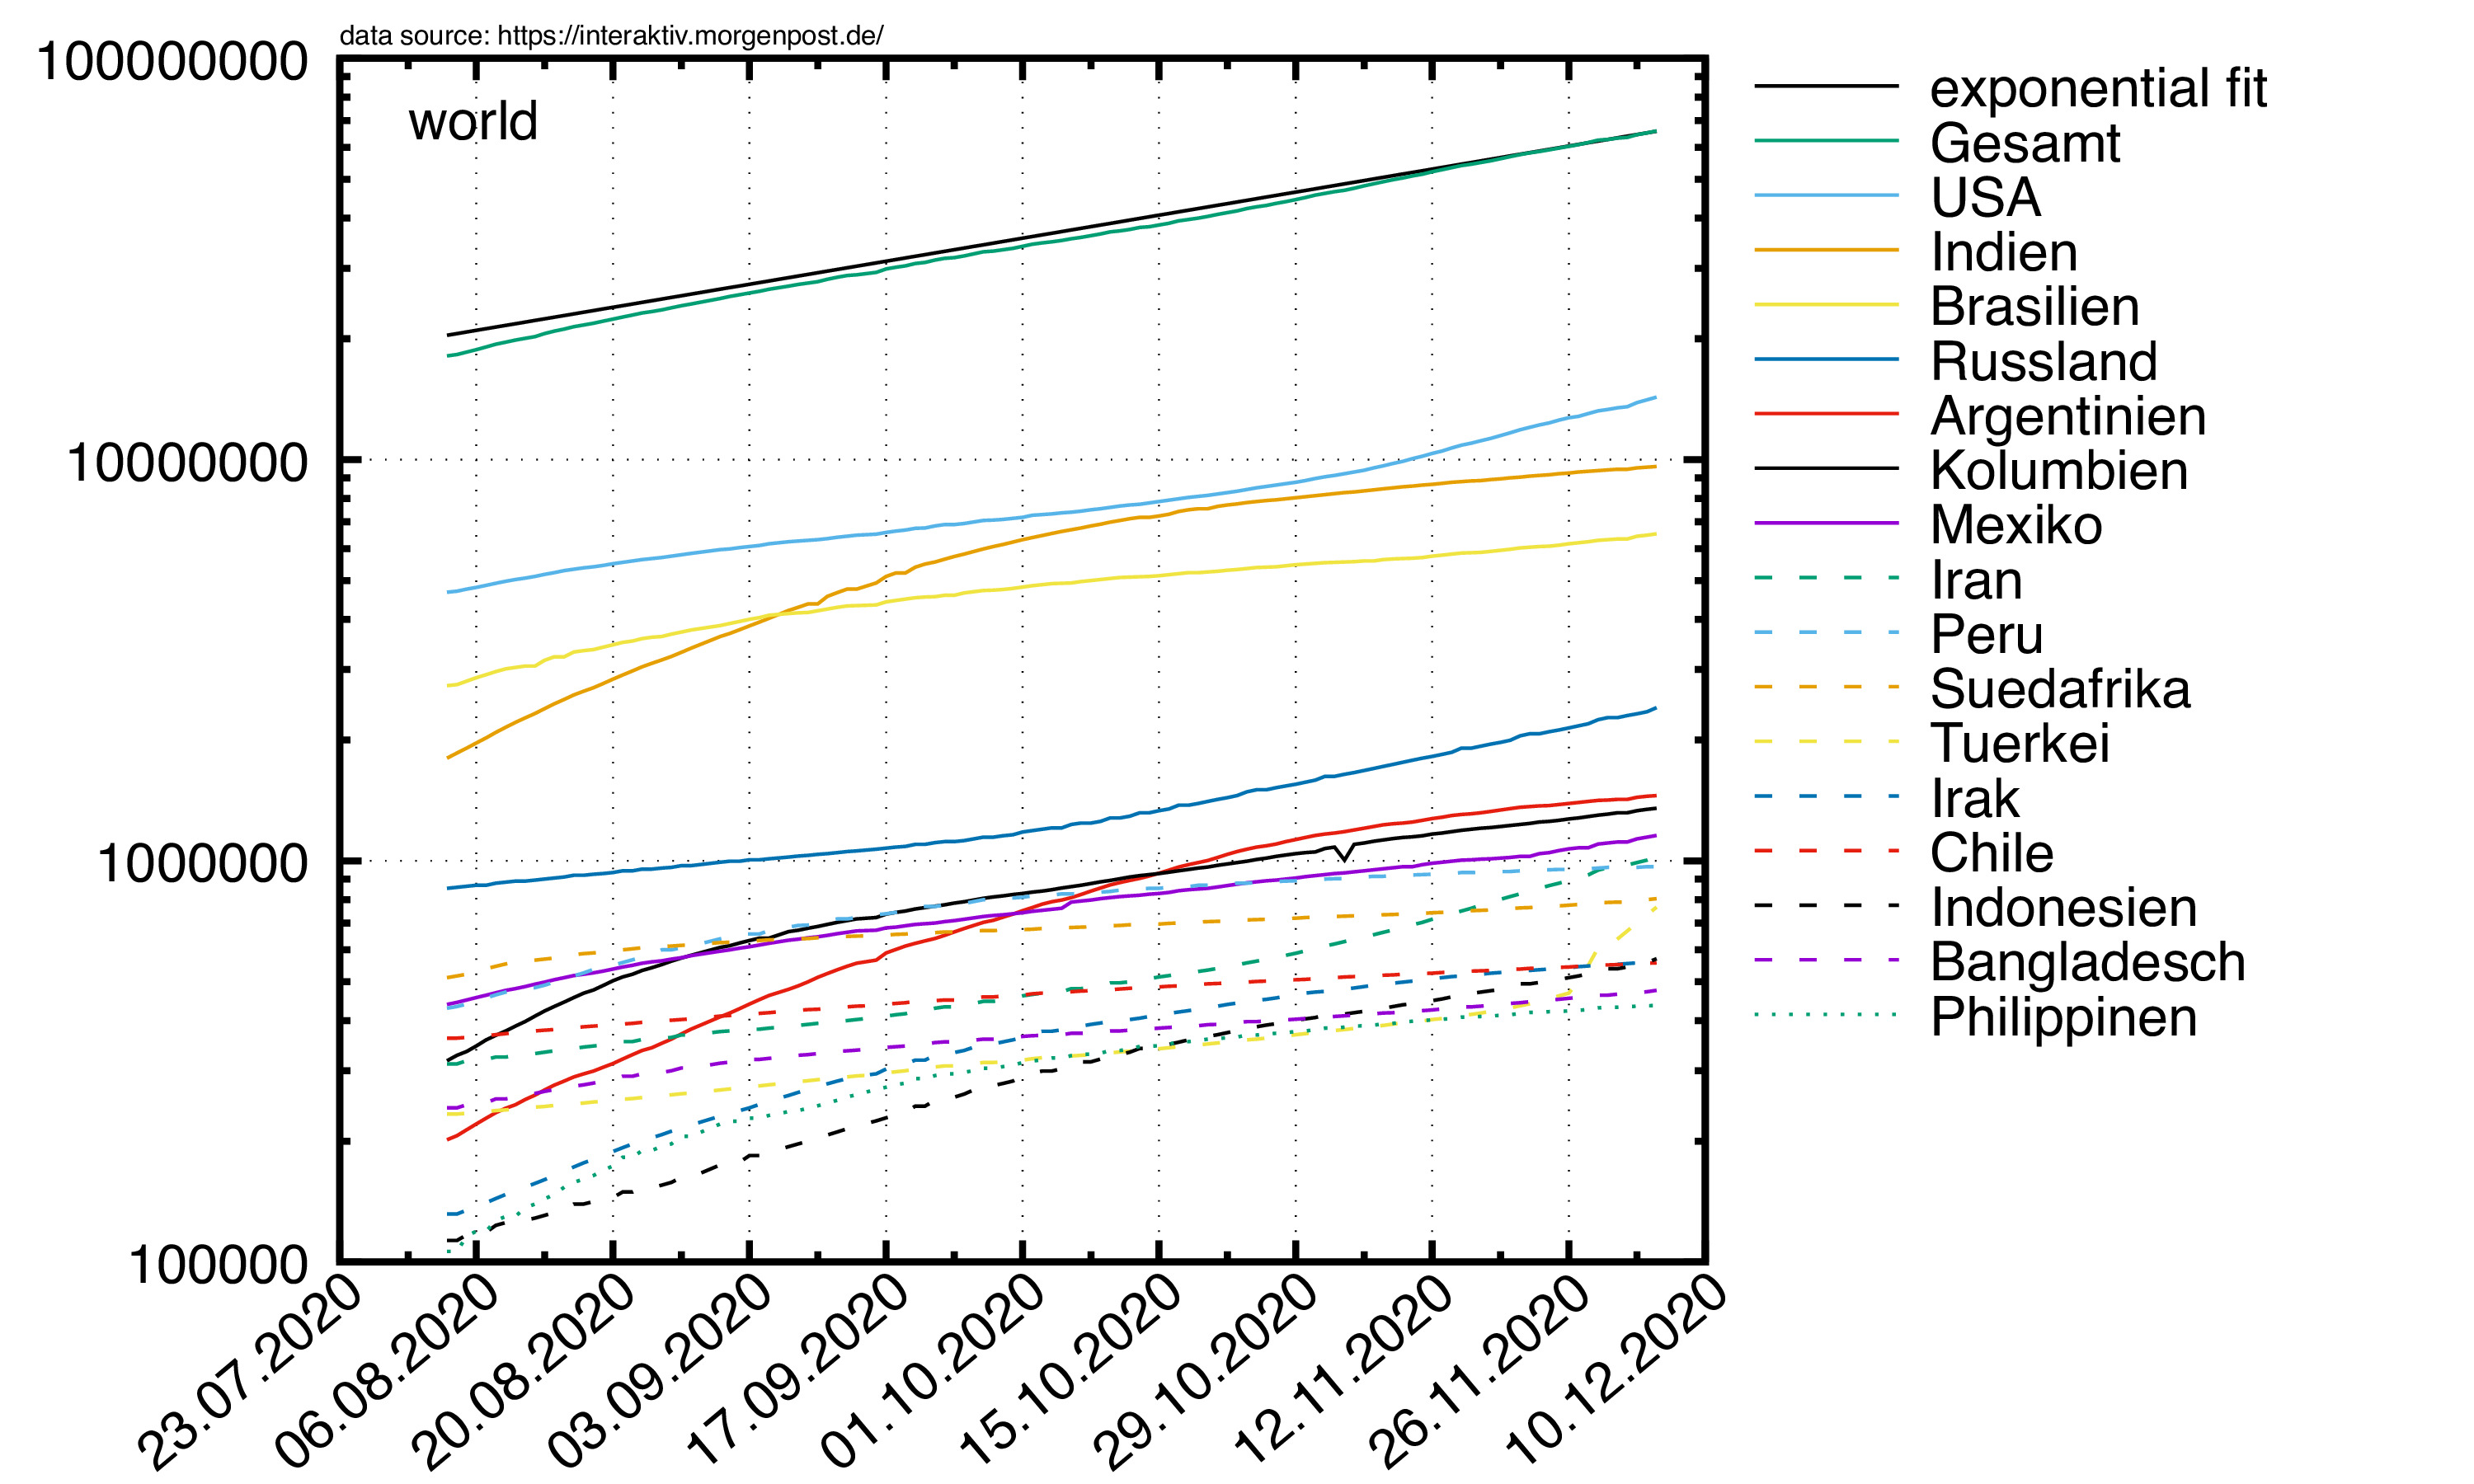 data source: https://interaktiv.morgenpost.de/
100000000
10000000
1000000
100000
world
exponential fit
Gesamt
USA
Indien
Brasilien
Russland
Argentinien
Kolumbien
Mexiko
Iran
Peru
Suedafrika
Tuerkei
Irak
Chile
Indonesien
Bangladesch
Philippinen
23.07.2020
06.08.2020
20.08.2020
03.09.2020
17.09.2020
01.10.2020
15.10.2020
29.10.2020
12.11.2020
26.11.2020
10.12.2020